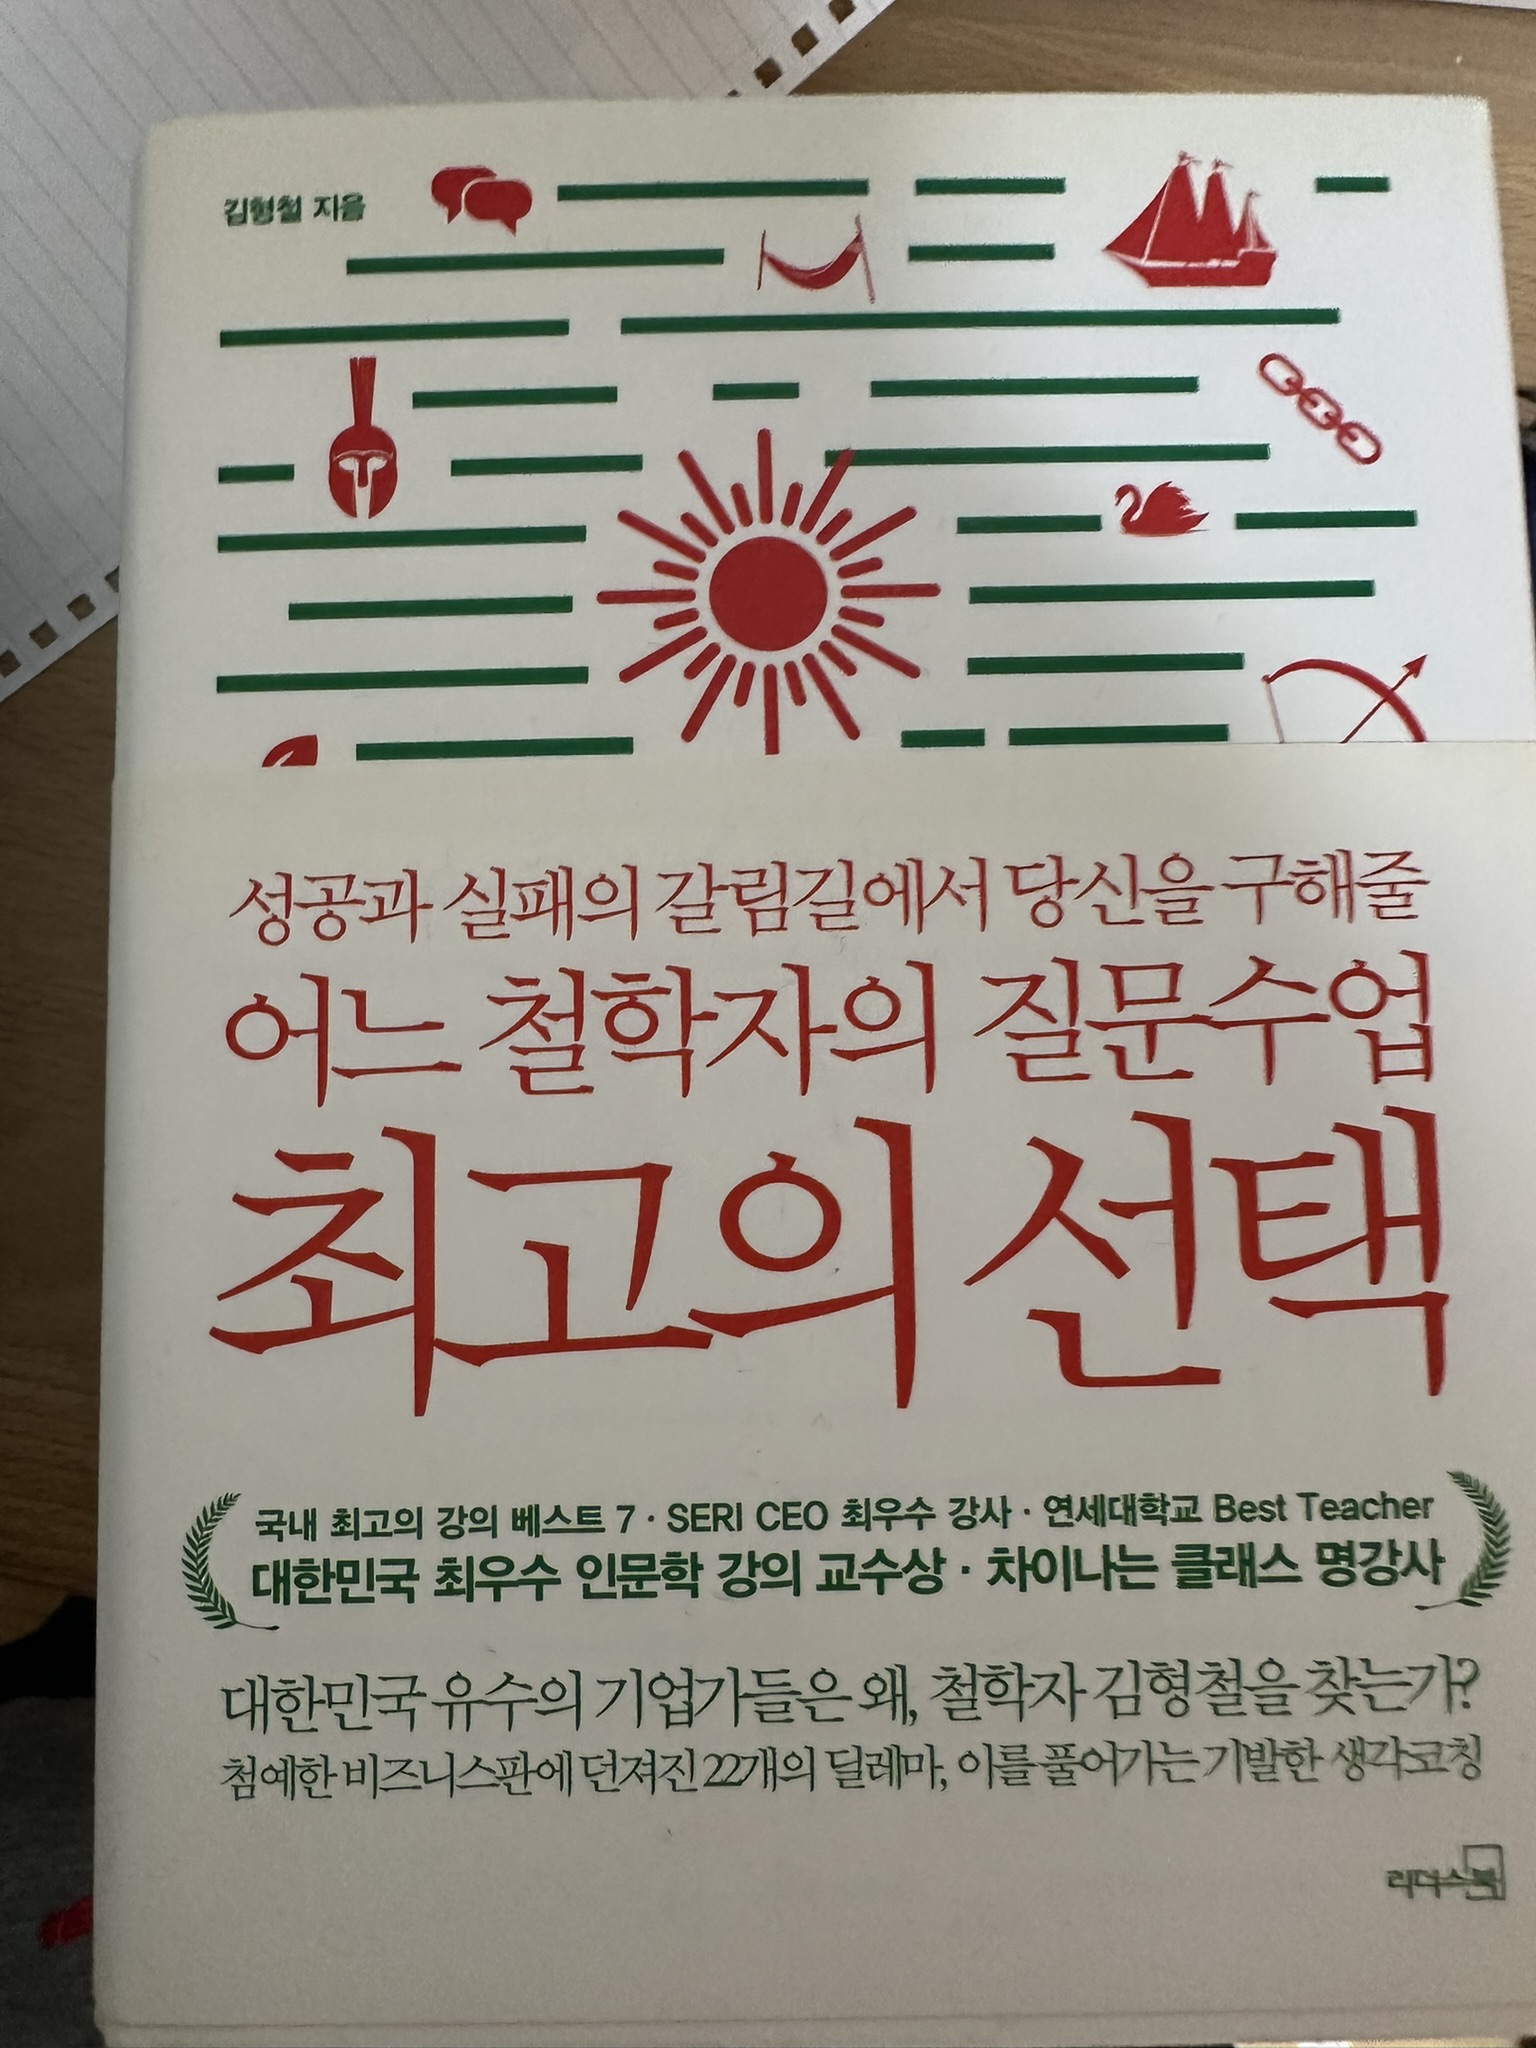 김형철 지음
성공과 실패의 갈림길에서 당신을 구해줄
어느 철학자의 질문수업
최고의 선택
국내 최고의 강의 베스트 7 · SERI CEO 최우수 강사 · 연세대학교 Best Teacher
대한민국 최우수 인문학 강의 교수상 · 차이나는 클래스 명강사
대한민국 유수의 기업가들은 왜, 철학자 김형철을 찾는가?
첨예한 비즈니스판에 던져진 22개의 딜레마, 이를 풀어가는 기발한 생각코칭
리더스북